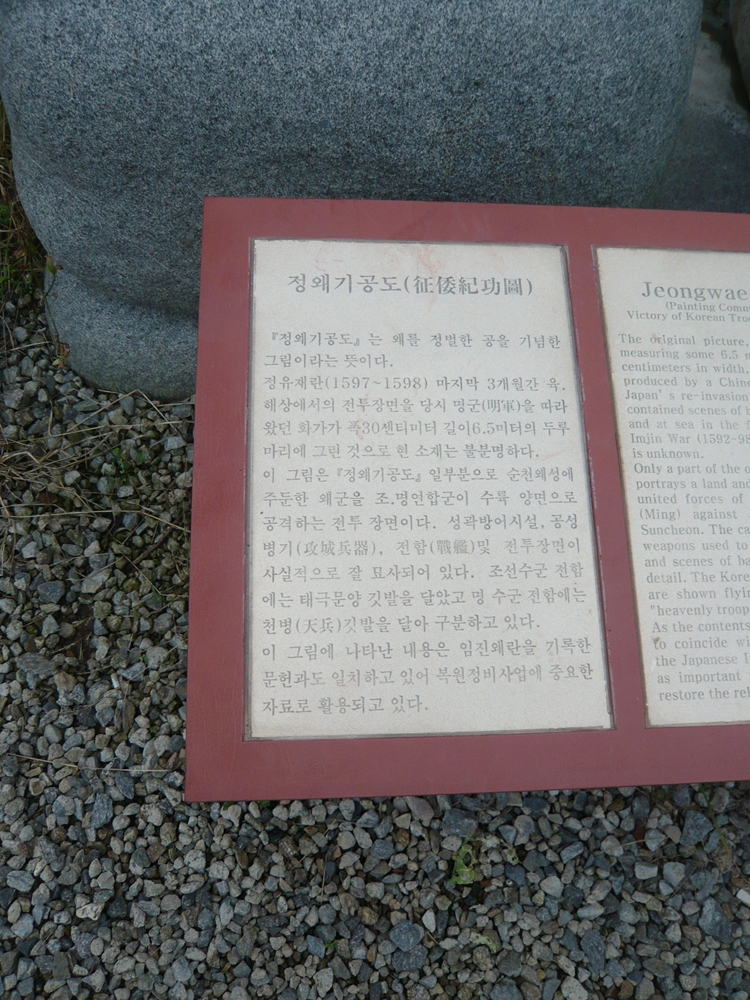 정왜기공도(征倭紀功圖)
『정왜기공도』는 왜를 정벌한 공을 기념한
그림이라는 뜻이다.
정유재란(1597~1598) 마지막 3개월간 육.
해상에서의 전투장면을 당시 명군(明軍)을 따라
왔던 화가가 폭30센티미터 길이6.5미터의 두루
마리에 그린 것으로 현 소재는 불분명하다.
이 그림은『정왜기공도』일부분으로 순천왜성에
주둔한 왜군을 조.명연합군이 수륙 양면으로
공격하는 전투 장면이다. 성곽방어시설, 공성
병기(攻城兵器), 전함(戰艦)및 전투장면이
사실적으로 잘 묘사되어 있다. 조선수군 전함
에는 태극문양 깃발을 달았고 명 수군 전함에는
천병(天兵)깃발을 달아 구분하고 있다.
이 그림에 나타난 내용은 임진왜란을 기록한
문헌과도 일치하고 있어 복원정비사업에 중요한
자료로 활용되고 있다.
Jeongwae
(Painting Comm
Victory of Korean Troo
The original picture,
measuring some 6.5 m
centimeters in width,
produced by a Chin
Japan's re-invasion
contained scenes of
and at sea in the f
Imjin War (1592-98
is unknown.
Only a part of the o
portrays a land and
united forces of
(Ming) against
Suncheon. The ca
weapons used to
and scenes of ba
detail. The Kore
are shown flyin
"heavenly troop
As the contents
to coincide wi
the Japanese
as important
restore the rel